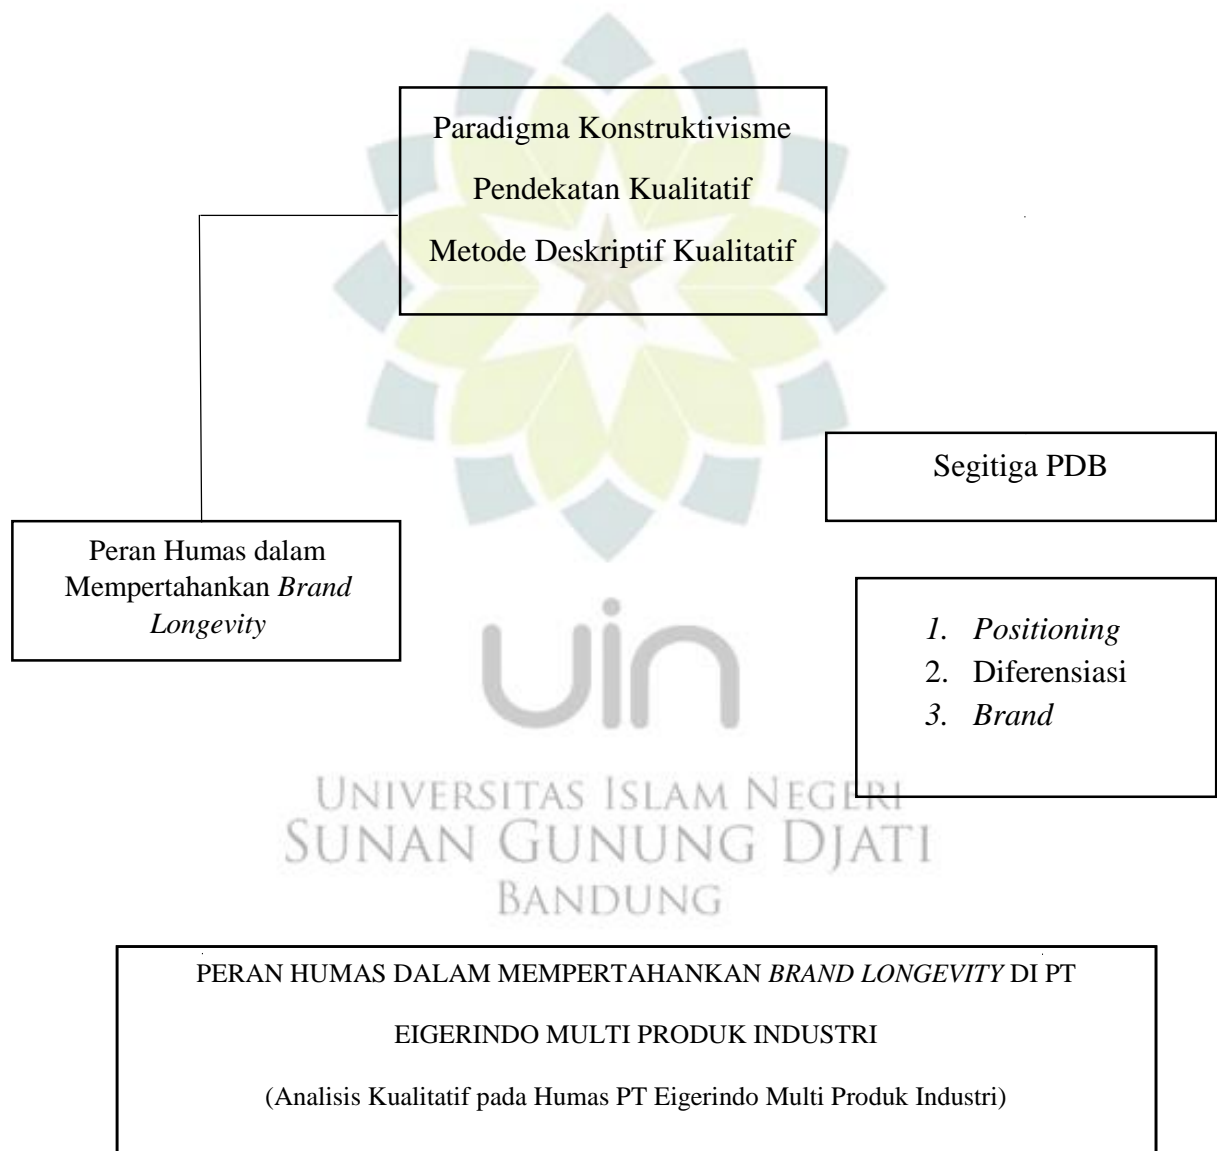 Paradigma Konstruktivisme
Pendekatan Kualitatif
Metode Deskriptif Kualitatif
Segitiga PDB
Peran Humas dalam
Mempertahankan Brand
Longevity
1. Positioning
2. Diferensiasi
3. Brand
uin
UNIVERSITAS ISLAM NEGERI
SUNAN GUNUNG DJATI
BANDUNG
PERAN HUMAS DALAM MEMPERTAHANKAN BRAND LONGEVITY DI PT
EIGERINDO MULTI PRODUK INDUSTRI
(Analisis Kualitatif pada Humas PT Eigerindo Multi Produk Industri)